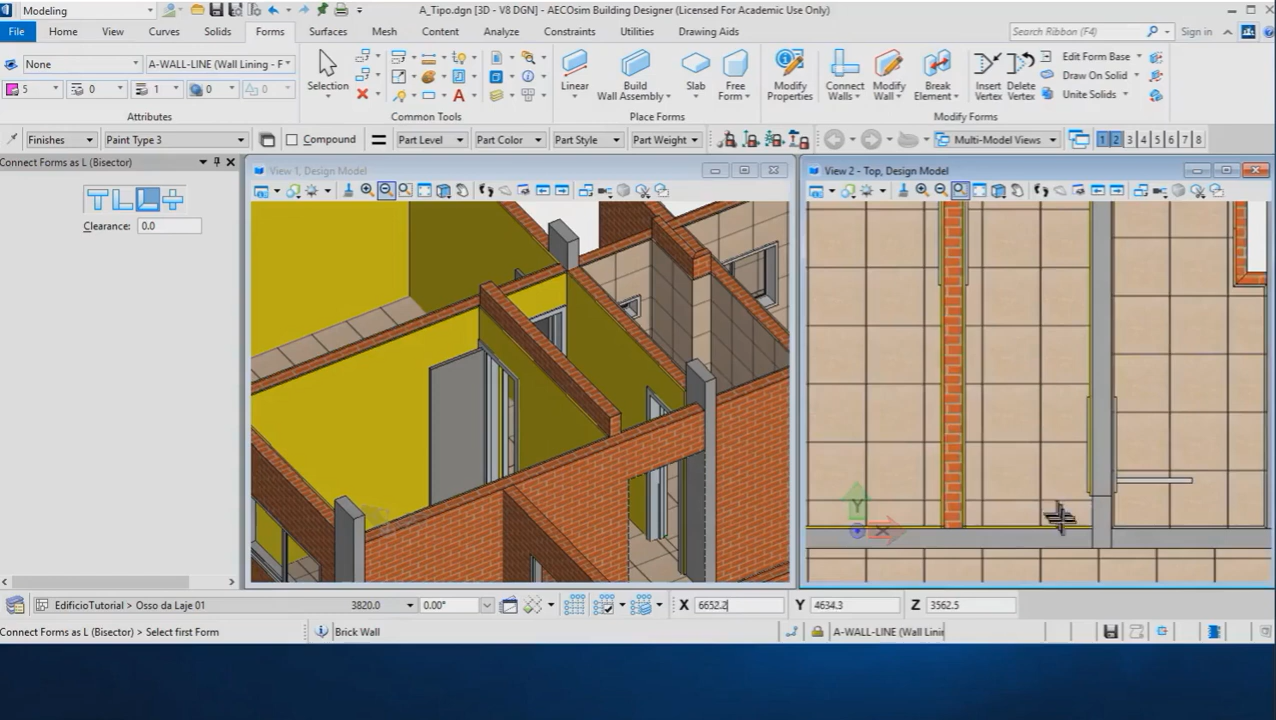 Modeling
A_Tipo.dgn [3D - V8 DGN] - AECOsim Building Designer (Licensed For Academic Use Only)
File Home View Curves Solids Forms Surfaces Mesh Content Analyze Constraints Utilities Drawing Aids
Search Ribbon (F4)
Sign in
None
A-WALL-LINE (Wall Lining - F
5 0 1 0 0
Attributes
Selection
Common Tools
Linear
Build
Wall Assembly
Slab
Free
Form
Place Forms
Modify
Properties
Connect
Walls
Modify
Wall
Break
Element
Insert
Vertex
Delete
Vertex
Edit Form Base
Draw On Solid
Unite Solids
Modify Forms
Finishes
Paint Type 3
Compound
Part Level
Part Color
Part Style
Part Weight
Multi-Model Views
1 2 3 4 5 6 7 8
Connect Forms as L (Bisector)
Clearance: 0.0
View 1, Design Model
View 2 - Top, Design Model
Y
X
EdificioTutorial > Osso da Laje 01
3820.0
0.00°
X 6652.2
Y 4634.3
Z 3562.5
Connect Forms as L (Bisector) > Select first Form
Brick Wall
A-WALL-LINE (Wall Linin